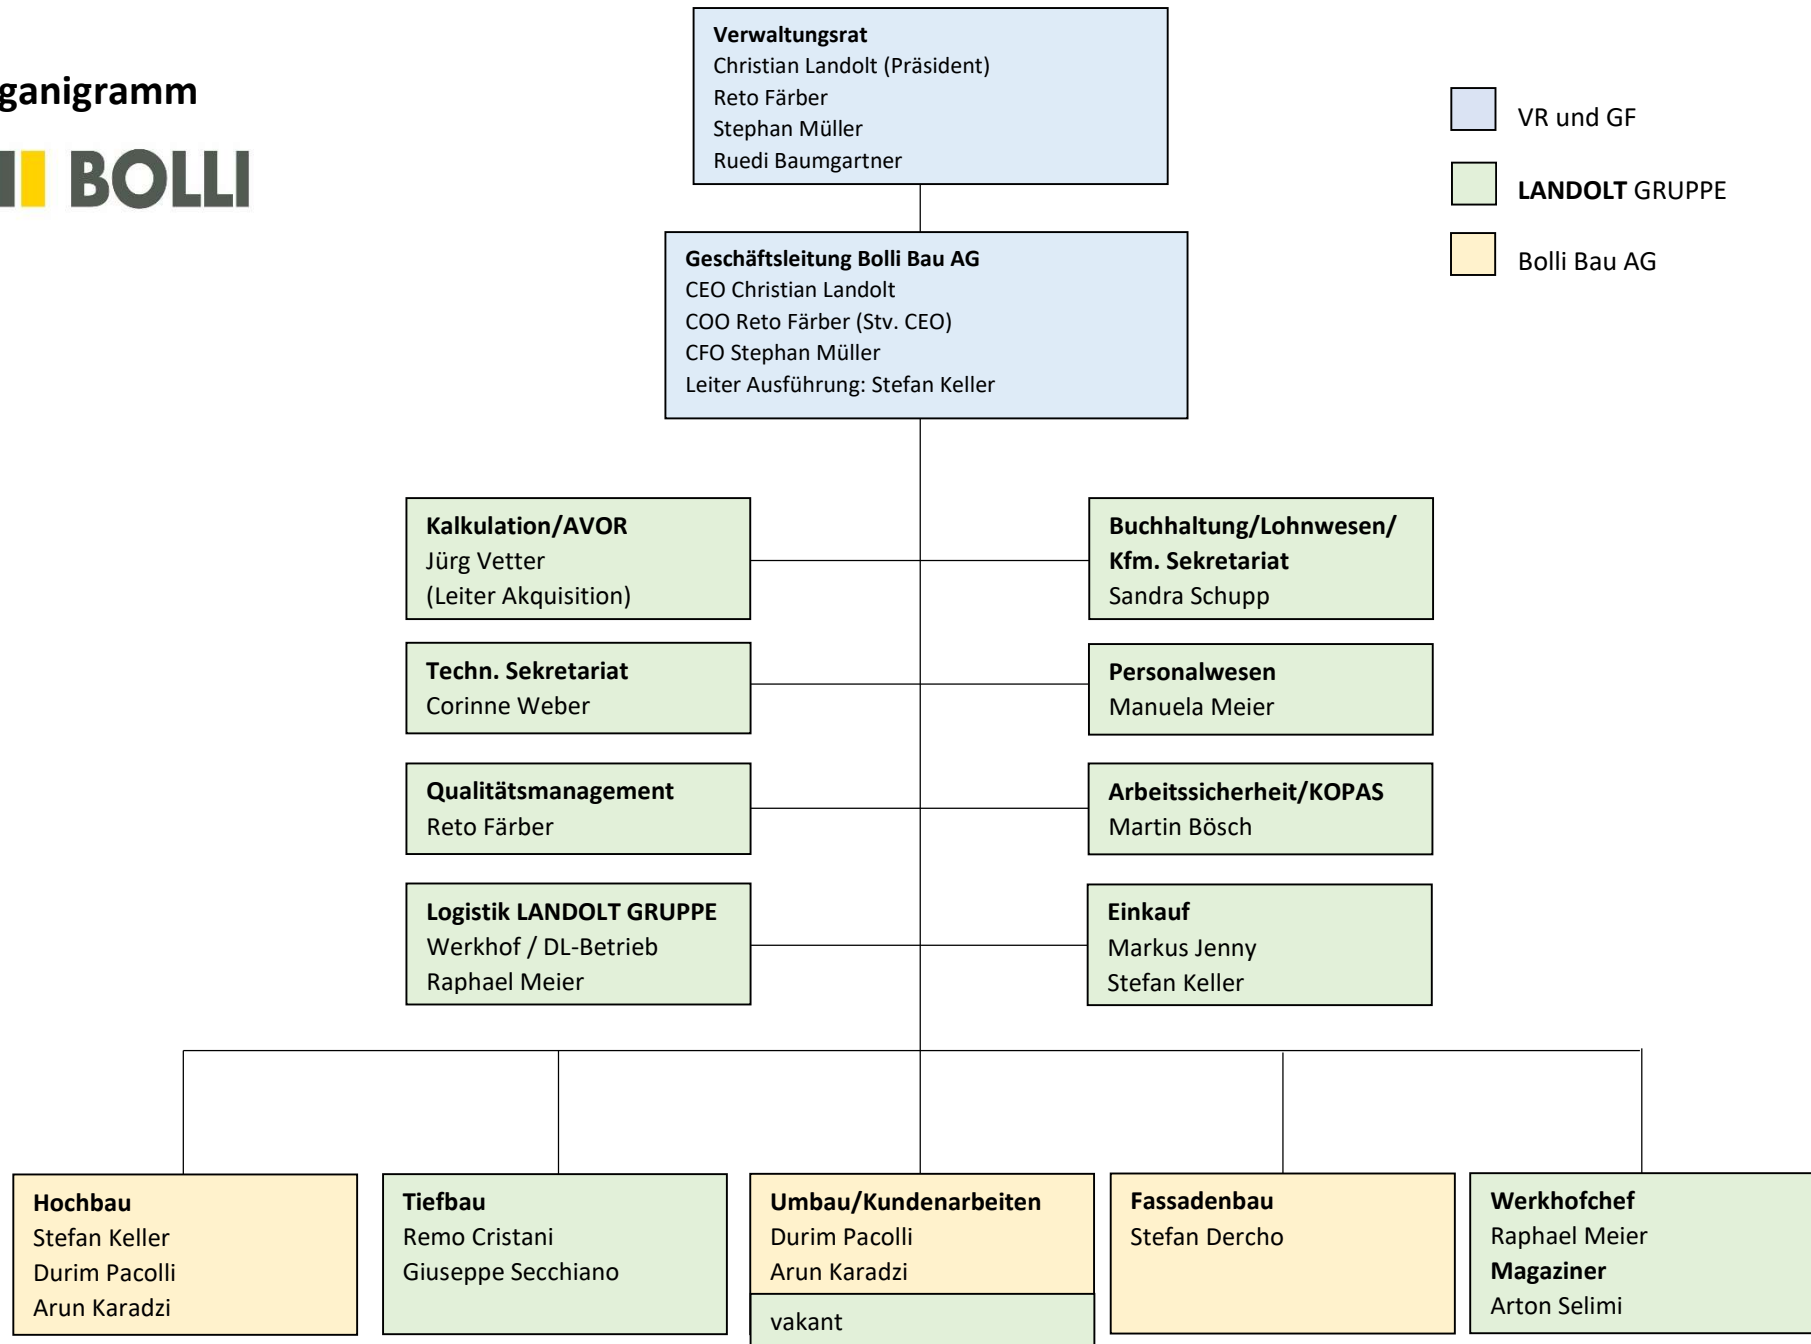 ganigramm
BOLLI
Verwaltungsrat
Christian Landolt (Präsident)
Reto Färber
Stephan Müller
Ruedi Baumgartner
VR und GF
LANDOLT GRUPPE
Bolli Bau AG
Geschäftsleitung Bolli Bau AG
CEO Christian Landolt
COO Reto Färber (Stv. CEO)
CFO Stephan Müller
Leiter Ausführung: Stefan Keller
Kalkulation/AVOR
Jürg Vetter
(Leiter Akquisition)
Buchhaltung/Lohnwesen/
Kfm. Sekretariat
Sandra Schupp
Techn. Sekretariat
Corinne Weber
Personalwesen
Manuela Meier
Qualitätsmanagement
Reto Färber
Arbeitssicherheit/KOPAS
Martin Bösch
Logistik LANDOLT GRUPPE
Werkhof / DL-Betrieb
Raphael Meier
Einkauf
Markus Jenny
Stefan Keller
Hochbau
Stefan Keller
Durim Pacolli
Arun Karadzi
Tiefbau
Remo Cristani
Giuseppe Secchiano
Umbau/Kundenarbeiten
Durim Pacolli
Arun Karadzi
vakant
Fassadenbau
Stefan Dercho
Werkhofchef
Raphael Meier
Magaziner
Arton Selimi